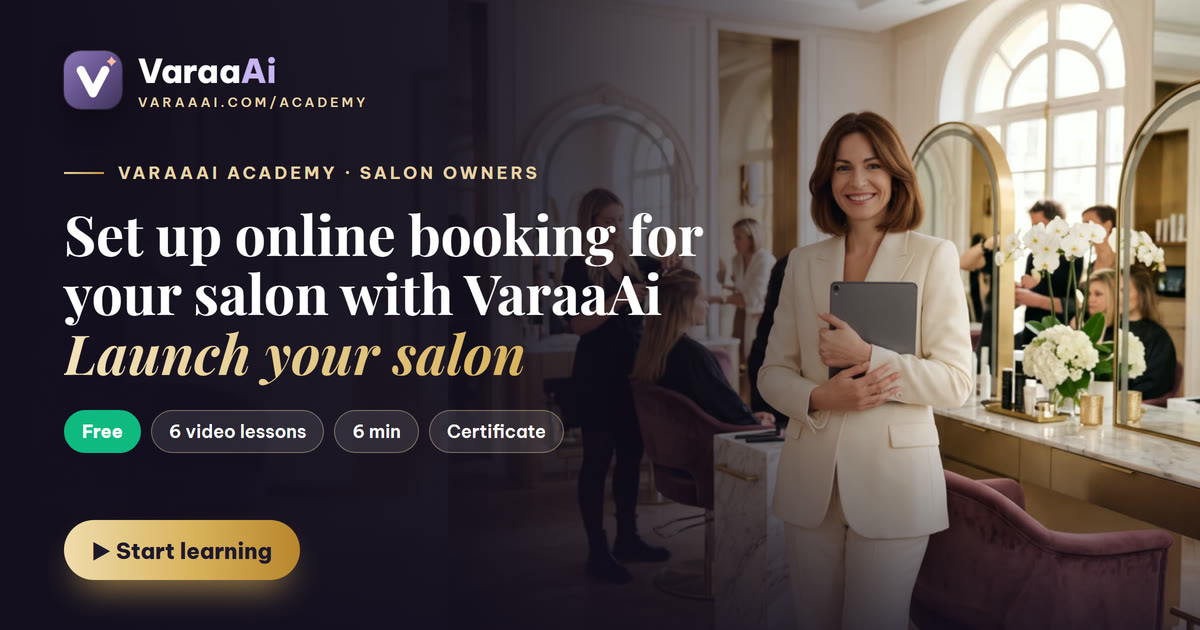 VaraaAi
VARAAAI.COM/ACADEMY
VARAAAI ACADEMY · SALON OWNERS
Set up online booking for
your salon with VaraaAi
Launch your salon
Free
6 video lessons
6 min
Certificate
▶ Start learning